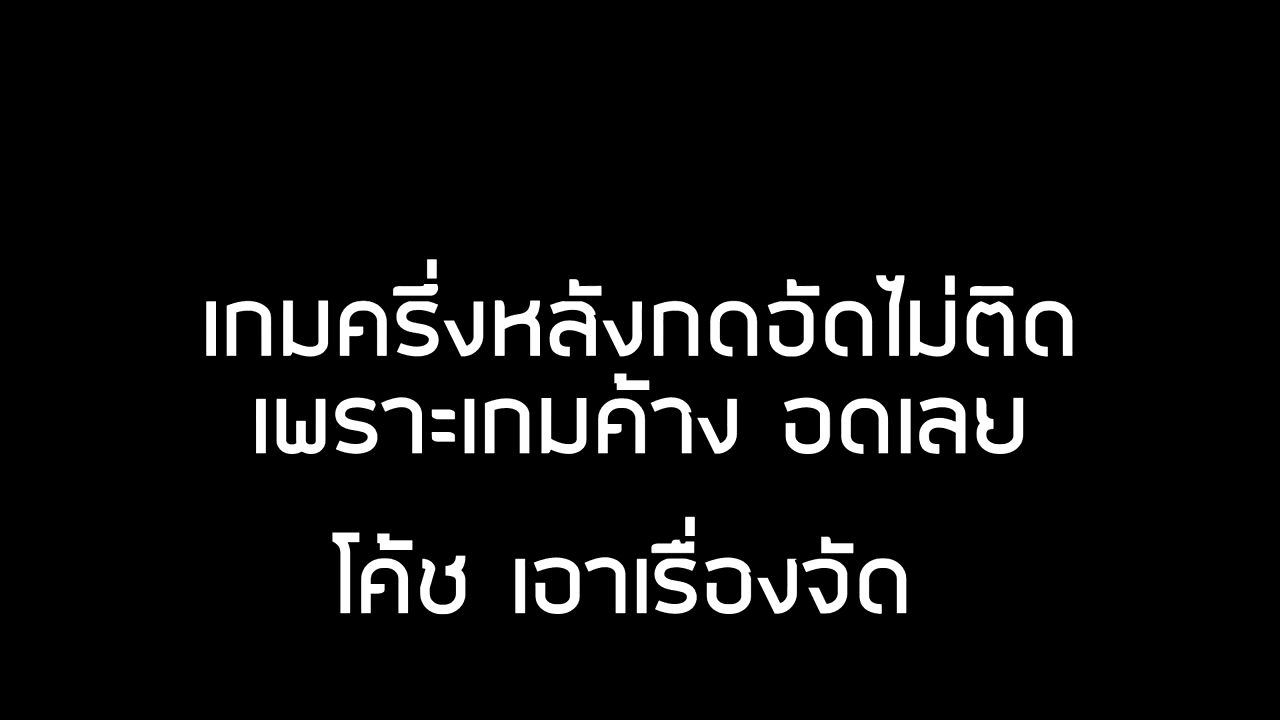 เกมครึ่งหลังกดอัดไม่ติด
เพราะเกมค้าง อดเลย
โค้ช เอาเรื่องจัด